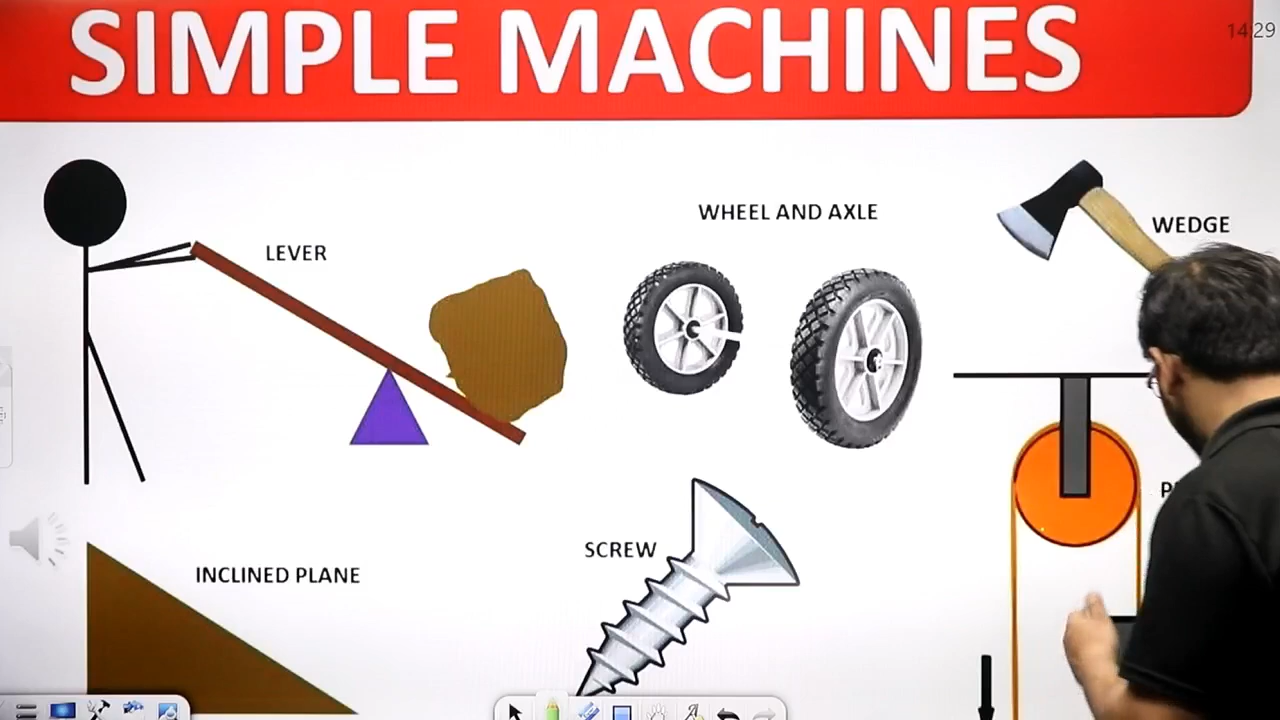 SIMPLE MACHINES
14:29
WHEEL AND AXLE
WEDGE
LEVER
SCREW
INCLINED PLANE